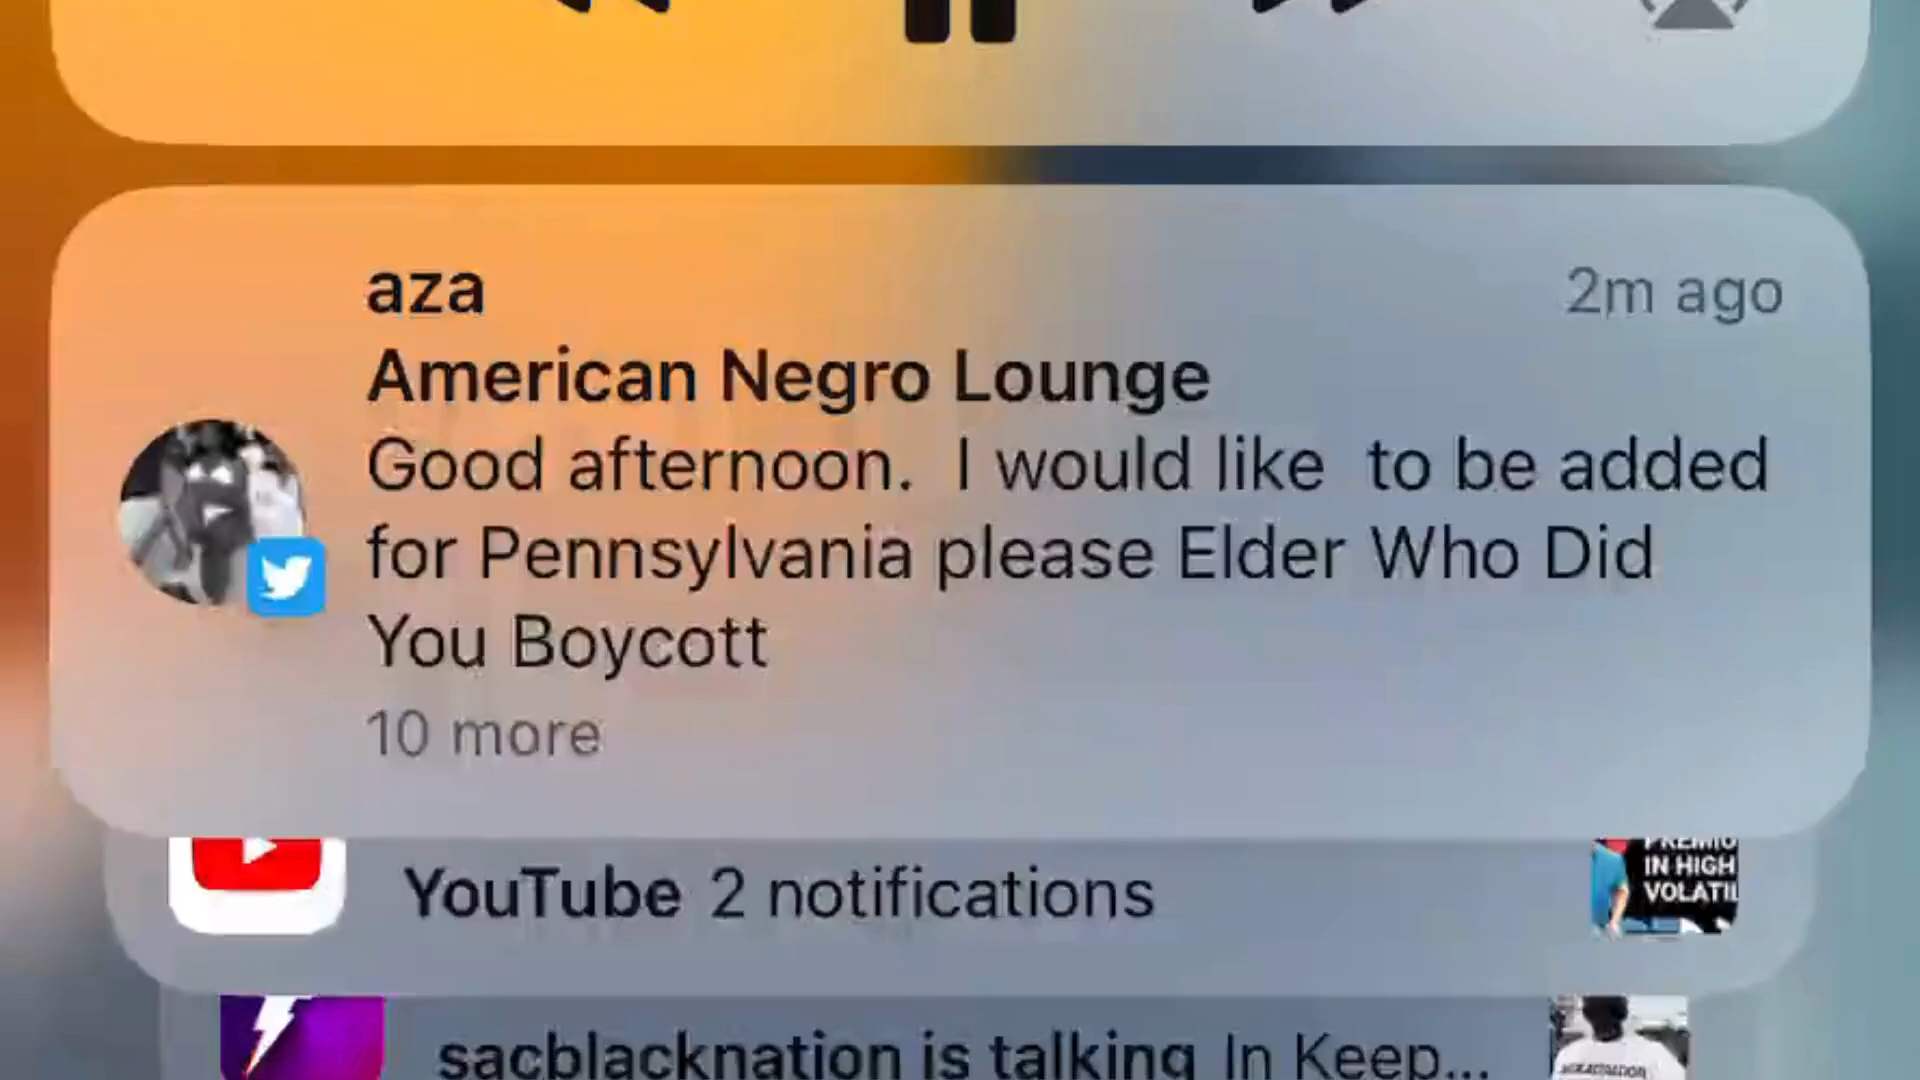 aza
2m ago
American Negro Lounge
Good afternoon.  I would like  to be added
for Pennsylvania please Elder Who Did
You Boycott
10 more
YouTube 2 notifications
IN HIGH
sacblacknation is talking In Keep...